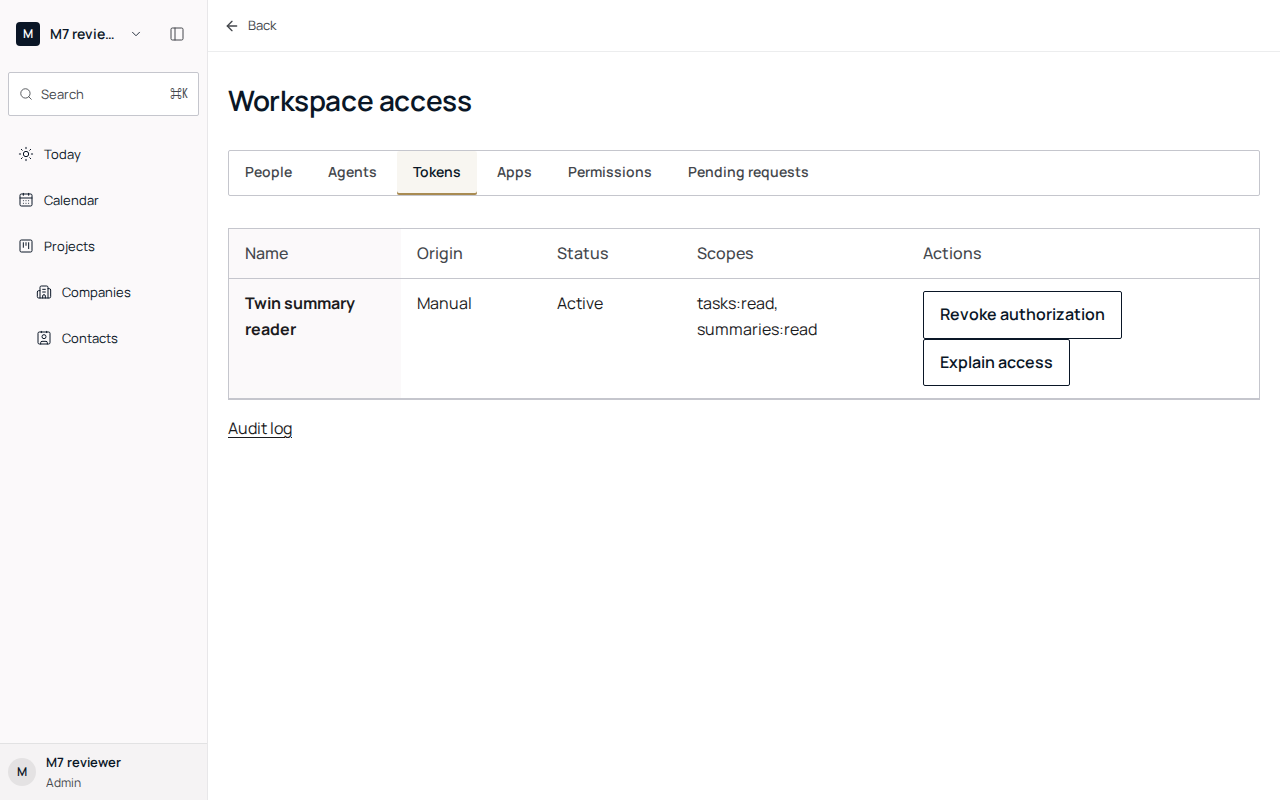 M
M7 revie...
Back
Search
⌘K
Today
Calendar
Projects
Companies
Contacts
M
M7 reviewer
Admin
Workspace access
People
Agents
Tokens
Apps
Permissions
Pending requests
Name
Origin
Status
Scopes
Actions
Twin summary
reader
Manual
Active
tasks:read,
summaries:read
Revoke authorization
Explain access
Audit log